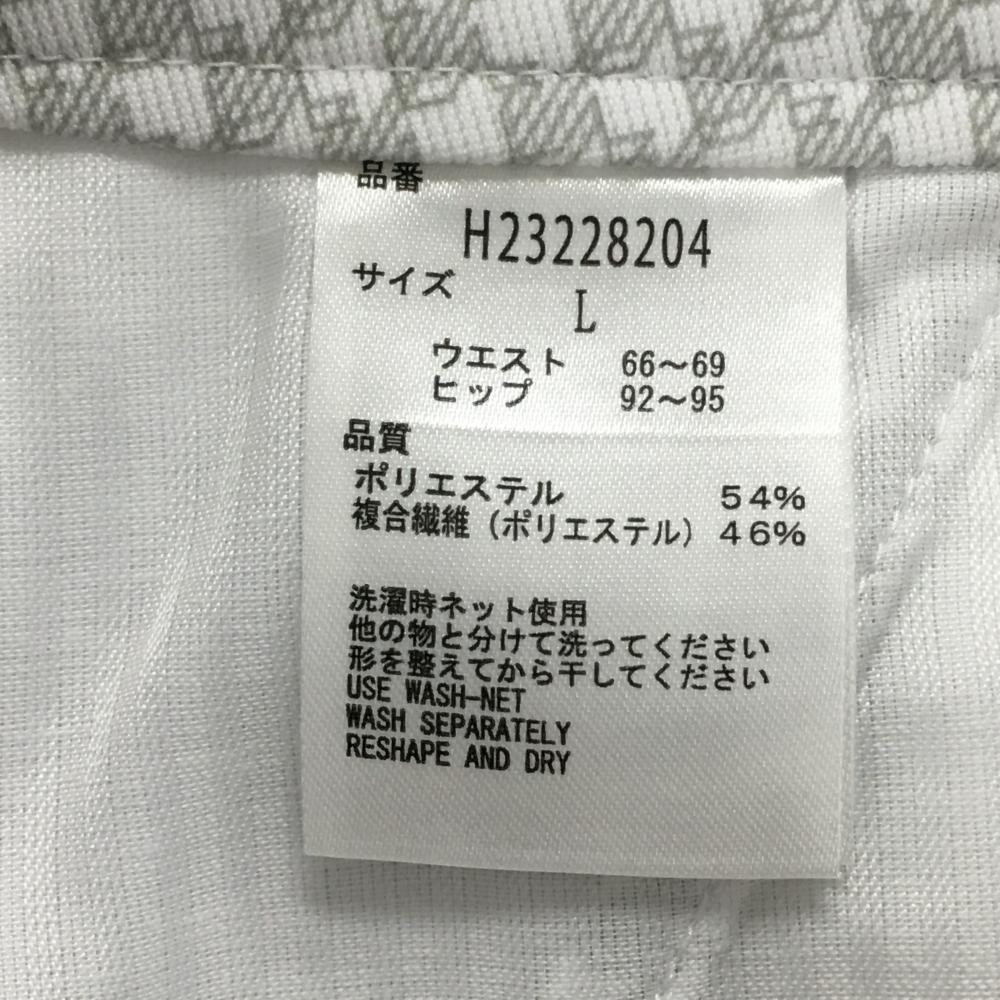 品番
H23228204
サイズ
L
ウエスト 66～69
ヒップ 92～95
品質
ポリエステル 54%
複合繊維（ポリエステル）46%
洗濯時ネット使用
他の物と分けて洗ってください
形を整えてから干してください
USE WASH-NET
WASH SEPARATELY
RESHAPE AND DRY